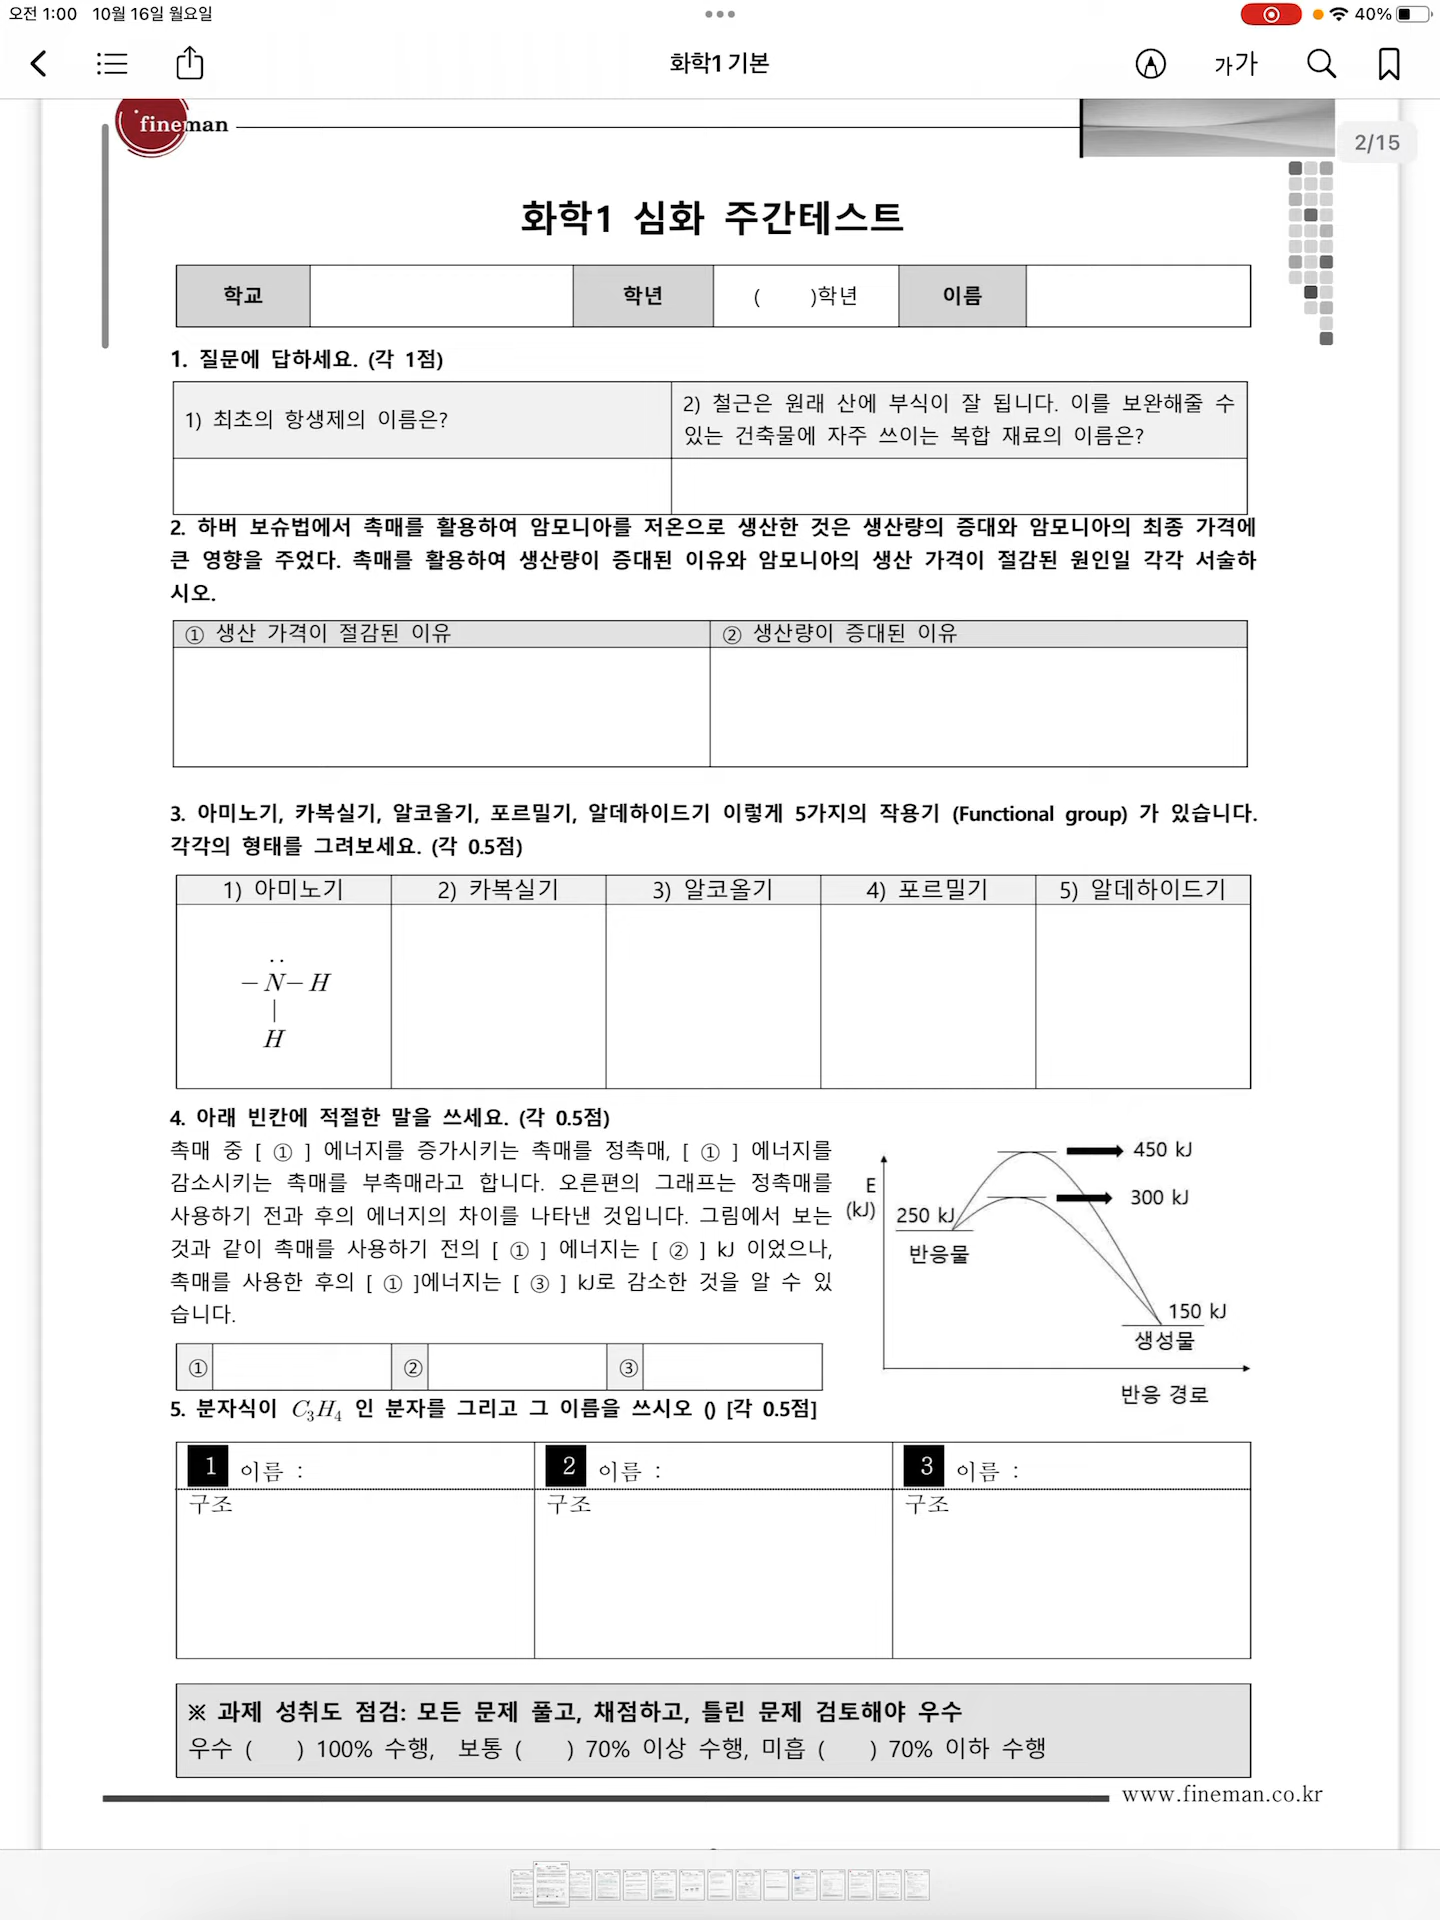 오전 1:00 10월 16일 월요일
40%
화학1 기본
가가
fineman
2/15
화학1 심화 주간테스트
학교 학년 ( )학년 이름
1. 질문에 답하세요. (각 1점)
1) 최초의 항생제의 이름은?
2) 철근은 원래 산에 부식이 잘 됩니다. 이를 보완해줄 수
있는 건축물에 자주 쓰이는 복합 재료의 이름은?
2. 하버 보슈법에서 촉매를 활용하여 암모니아를 저온으로 생산한 것은 생산량의 증대와 암모니아의 최종 가격에
큰 영향을 주었다. 촉매를 활용하여 생산량이 증대된 이유와 암모니아의 생산 가격이 절감된 원인일 각각 서술하
시오.
① 생산 가격이 절감된 이유 ② 생산량이 증대된 이유
3. 아미노기, 카복실기, 알코올기, 포르밀기, 알데하이드기 이렇게 5가지의 작용기 (Functional group) 가 있습니다.
각각의 형태를 그려보세요. (각 0.5점)
1) 아미노기 2) 카복실기 3) 알코올기 4) 포르밀기 5) 알데하이드기
‥
– N – H
|
H
4. 아래 빈칸에 적절한 말을 쓰세요. (각 0.5점)
촉매 중 [ ① ] 에너지를 증가시키는 촉매를 정촉매, [ ① ] 에너지를
감소시키는 촉매를 부촉매라고 합니다. 오른편의 그래프는 정촉매를
사용하기 전과 후의 에너지의 차이를 나타낸 것입니다. 그림에서 보는
것과 같이 촉매를 사용하기 전의 [ ① ] 에너지는 [ ② ] kJ 이었으나,
촉매를 사용한 후의 [ ① ]에너지는 [ ③ ] kJ로 감소한 것을 알 수 있
습니다.
① ② ③
E
(kJ)
450 kJ
300 kJ
250 kJ
반응물
150 kJ
생성물
반응 경로
5. 분자식이 C₃H₄ 인 분자를 그리고 그 이름을 쓰시오 () [각 0.5점]
1 이름 : 2 이름 : 3 이름 :
구조 구조 구조
※ 과제 성취도 점검: 모든 문제 풀고, 채점하고, 틀린 문제 검토해야 우수
우수 ( ) 100% 수행, 보통 ( ) 70% 이상 수행, 미흡 ( ) 70% 이하 수행
www.fineman.co.kr